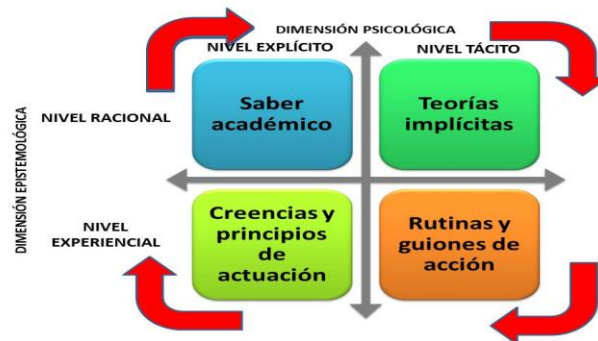 DIMENSIÓN PSICOLÓGICA
NIVEL EXPLÍCITO
NIVEL TÁCITO
DIMENSIÓN EPISTEMOLÓGICA
NIVEL RACIONAL
Saber
académico
Teorías
implícitas
NIVEL
EXPERIENCIAL
Creencias y
principios
de
actuación
Rutinas y
guiones de
acción